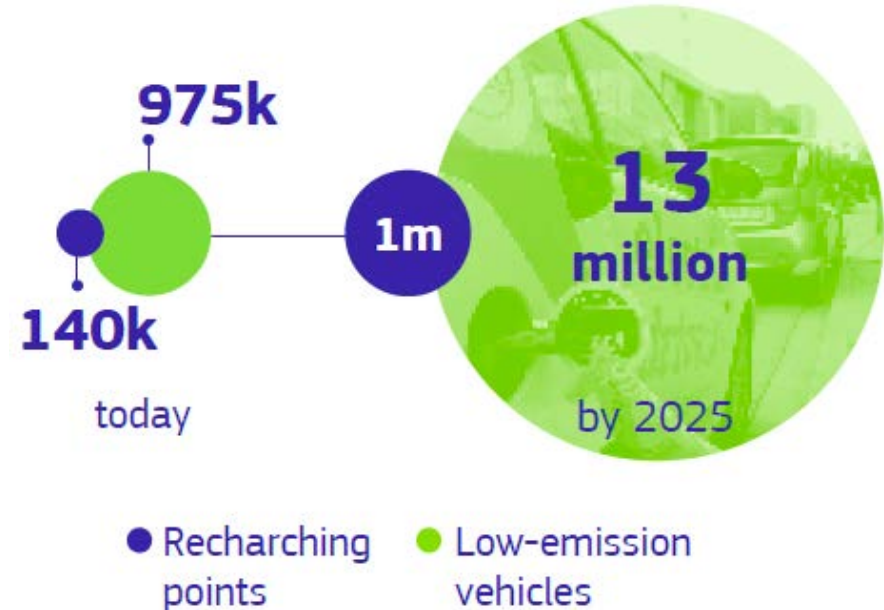 975k
140k
today
1m
13
million
by 2025
Recharching
points
Low-emission
vehicles